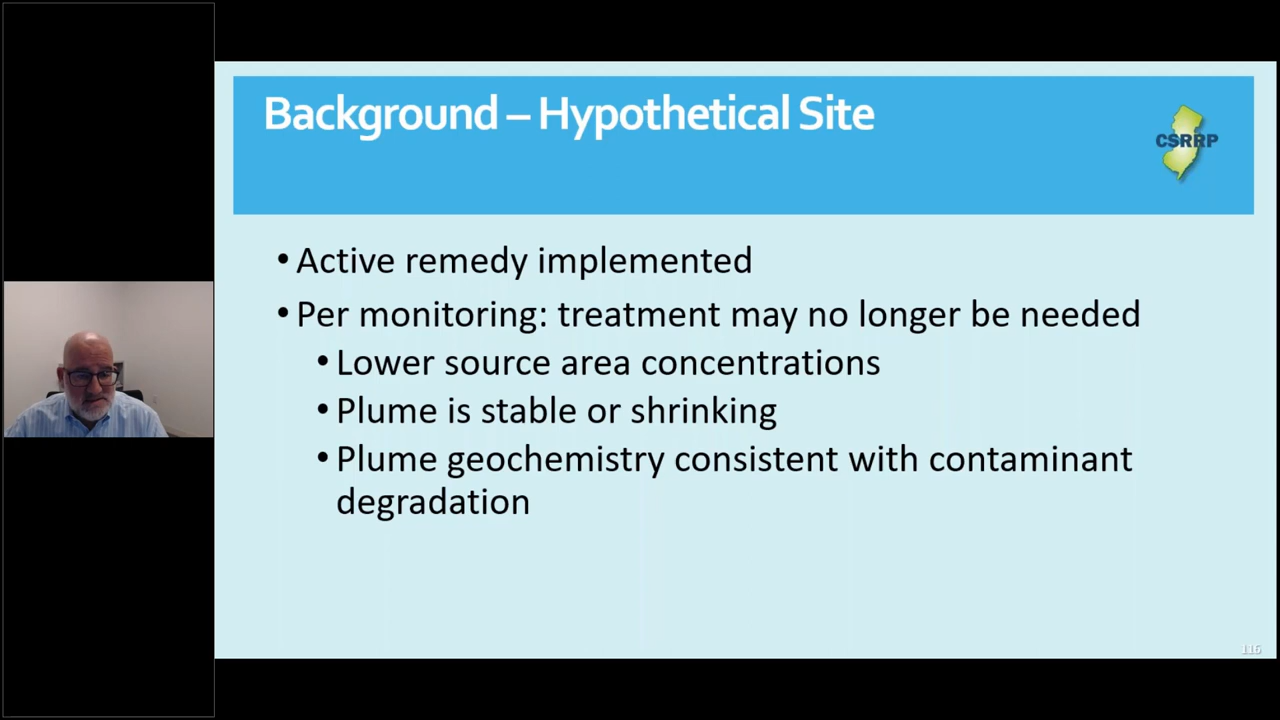 Background – Hypothetical Site
CSRRP
• Active remedy implemented
• Per monitoring: treatment may no longer be needed
• Lower source area concentrations
• Plume is stable or shrinking
• Plume geochemistry consistent with contaminant
degradation
116